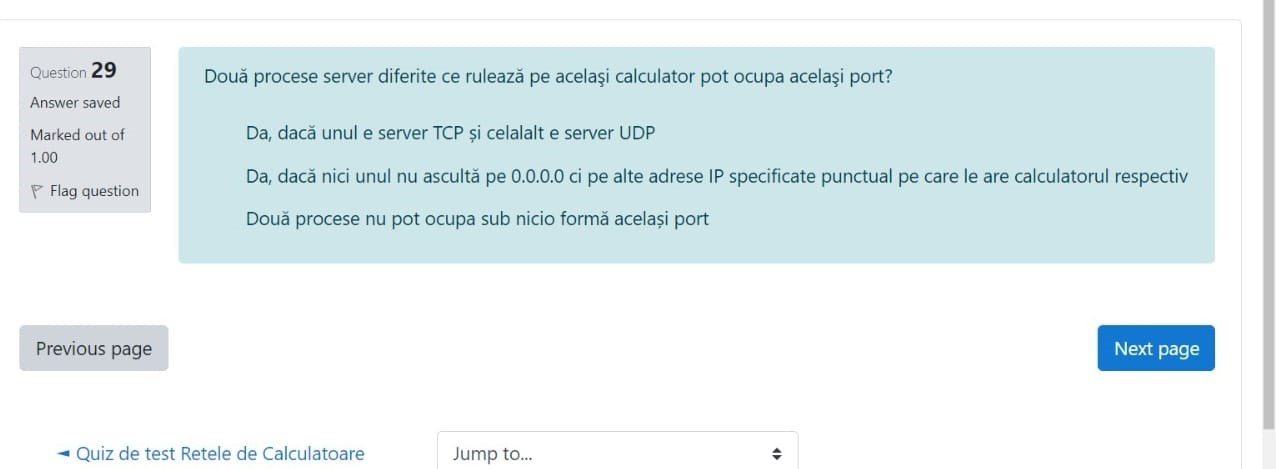 Question 29
Answer saved
Marked out of
1.00
Flag question
Două procese server diferite ce rulează pe acelaşi calculator pot ocupa acelaşi port?
Da, dacă unul e server TCP și celalalt e server UDP
Da, dacă nici unul nu ascultă pe 0.0.0.0 ci pe alte adrese IP specificate punctual pe care le are calculatorul respectiv
Două procese nu pot ocupa sub nicio formă același port
Previous page
Next page
◄ Quiz de test Retele de Calculatoare
Jump to...